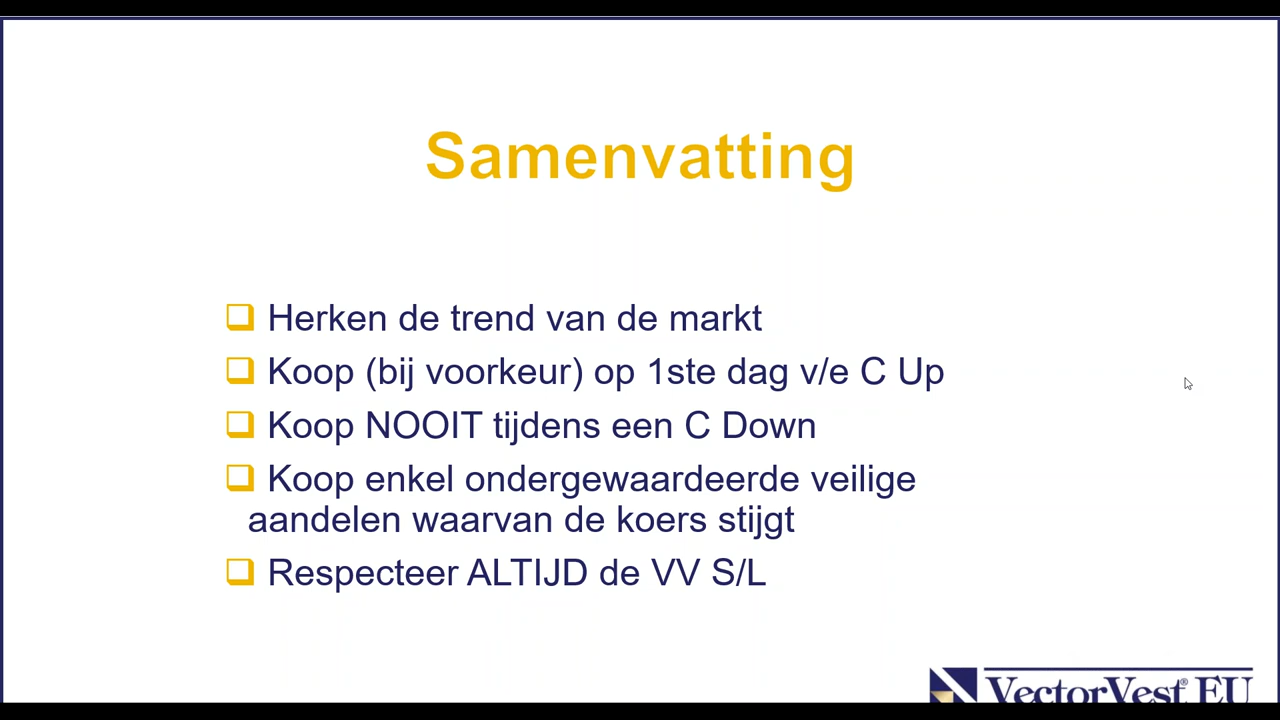 Samenvatting
Herken de trend van de markt
Koop (bij voorkeur) op 1ste dag v/e C Up
Koop NOOIT tijdens een C Down
Koop enkel ondergewaardeerde veilige
aandelen waarvan de koers stijgt
Respecteer ALTIJD de VV S/L
VectorVest® EU